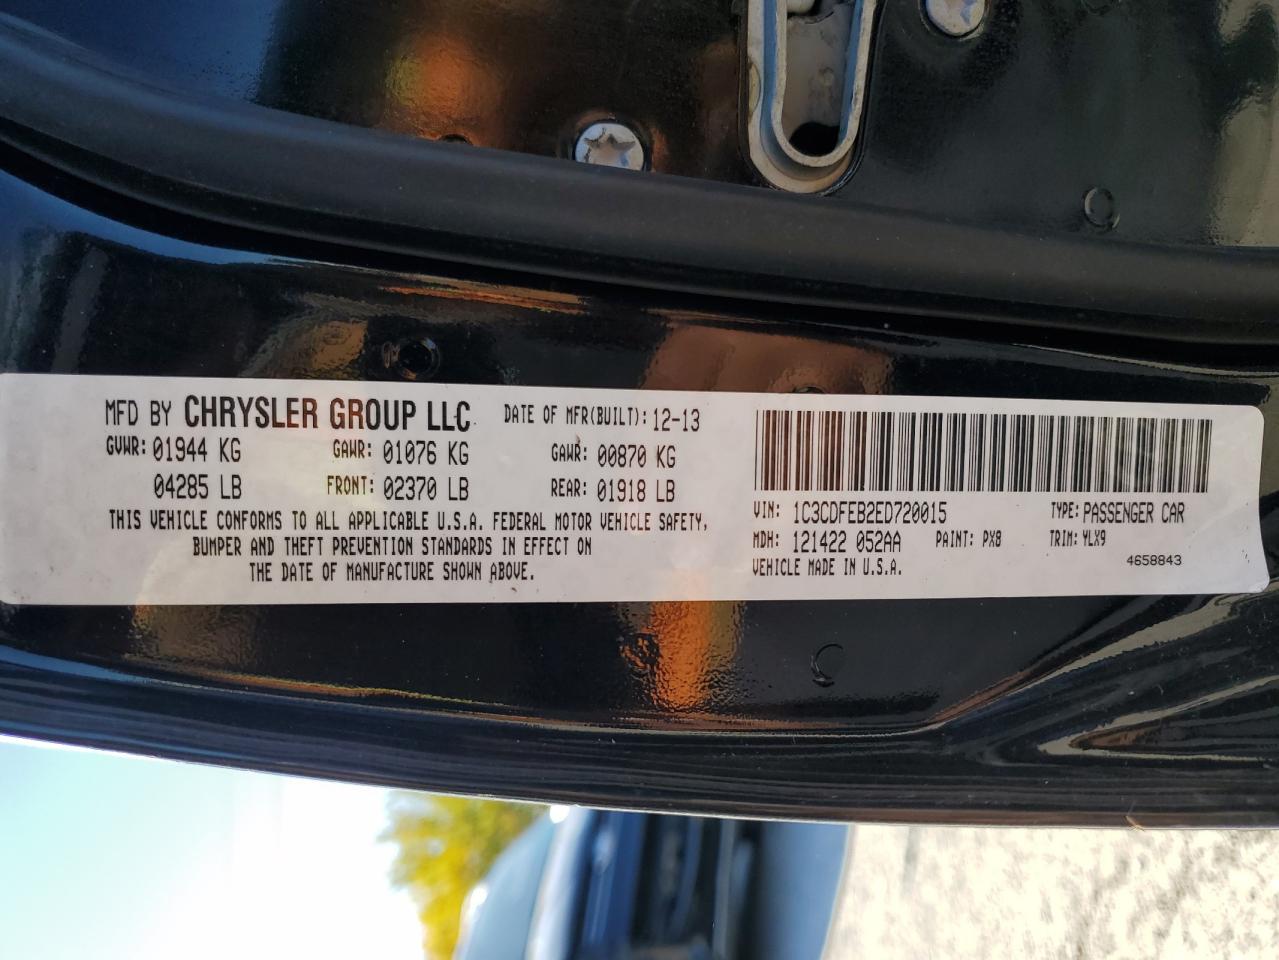 MFD BY CHRYSLER GROUP LLC DATE OF MFR(BUILT): 12-13
GVWR: 01944 KG GAWR: 01076 KG GAWR: 00870 KG
04285 LB FRONT: 02370 LB REAR: 01918 LB
THIS VEHICLE CONFORMS TO ALL APPLICABLE U.S.A. FEDERAL MOTOR VEHICLE SAFETY,
BUMPER AND THEFT PREVENTION STANDARDS IN EFFECT ON
THE DATE OF MANUFACTURE SHOWN ABOVE.
VIN: 1C3CDFEB2ED720015 TYPE: PASSENGER CAR
MDH: 121422 052AA PAINT: PX8 TRIM: YLX9
VEHICLE MADE IN U.S.A. 4658843